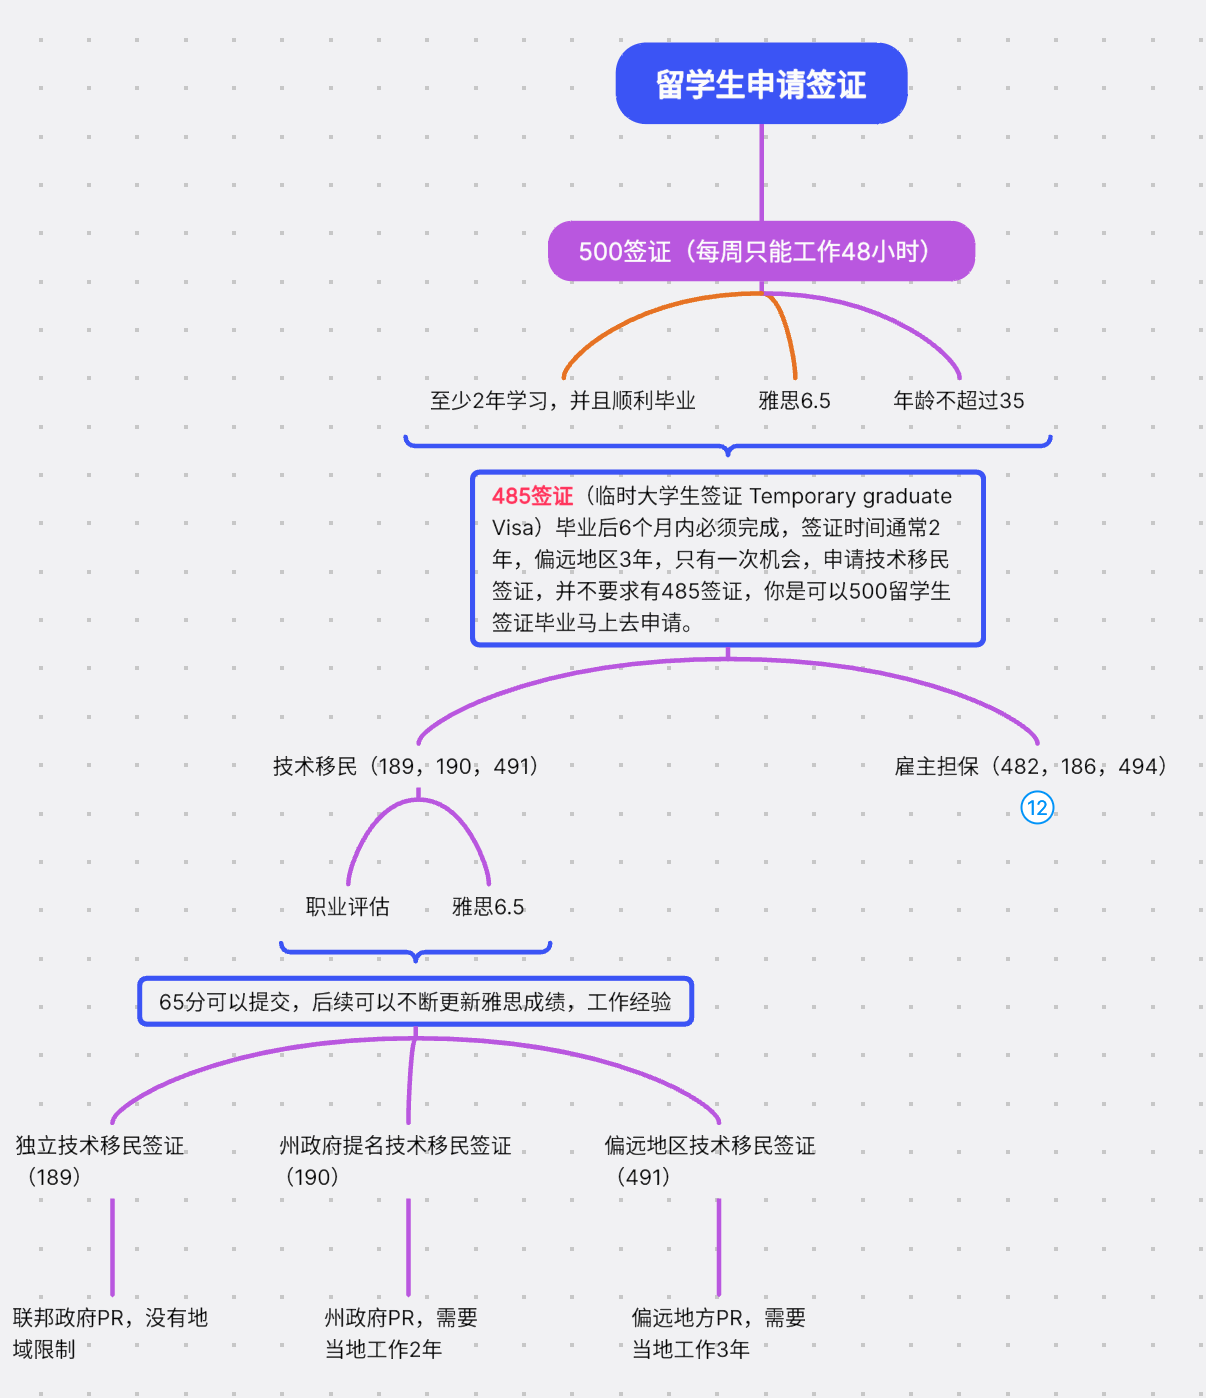 留学生申请签证
500签证（每周只能工作48小时）
至少2年学习，并且顺利毕业
雅思6.5
年龄不超过35
485签证（临时大学生签证 Temporary graduate
Visa）毕业后6个月内必须完成，签证时间通常2
年，偏远地区3年，只有一次机会，申请技术移民
签证，并不要求有485签证，你是可以500留学生
签证毕业马上去申请。
技术移民（189，190，491）
雇主担保（482，186，494）
12
职业评估
雅思6.5
65分可以提交，后续可以不断更新雅思成绩，工作经验
独立技术移民签证
（189）
州政府提名技术移民签证
（190）
偏远地区技术移民签证
（491）
联邦政府PR，没有地
域限制
州政府PR，需要
当地工作2年
偏远地方PR，需要
当地工作3年